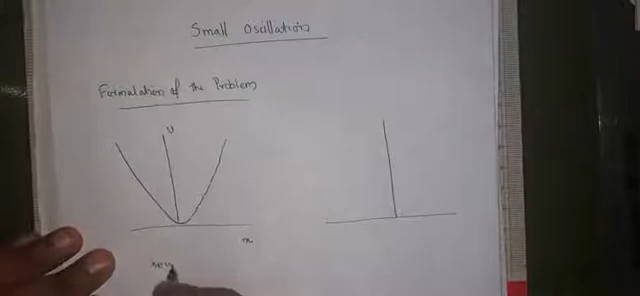 Small Oscillations
Formulation of the Problem
U